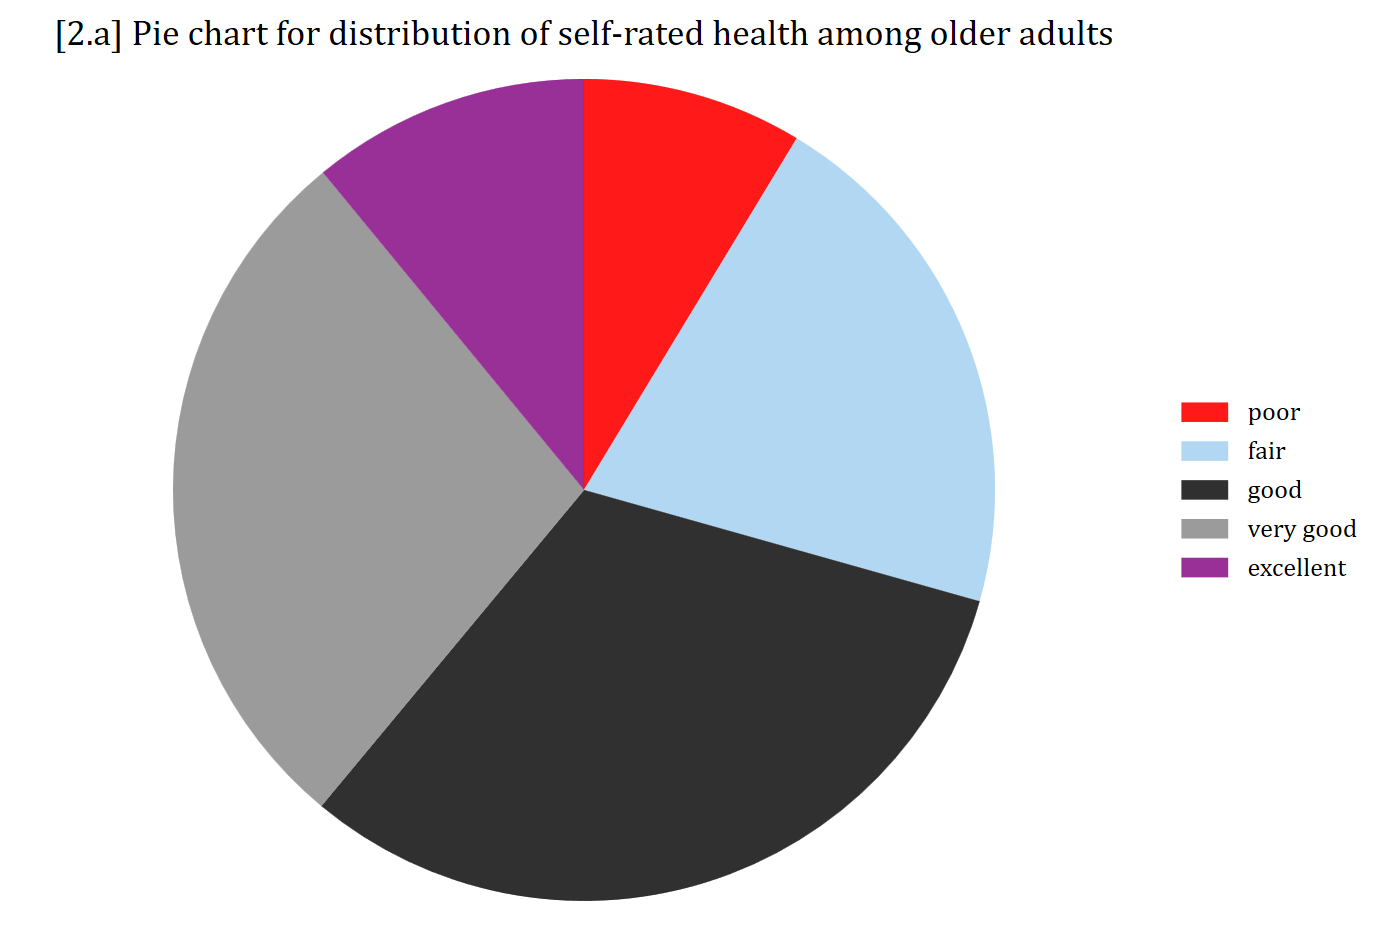 [2.a] Pie chart for distribution of self-rated health among older adults
poor
fair
good
very good
excellent